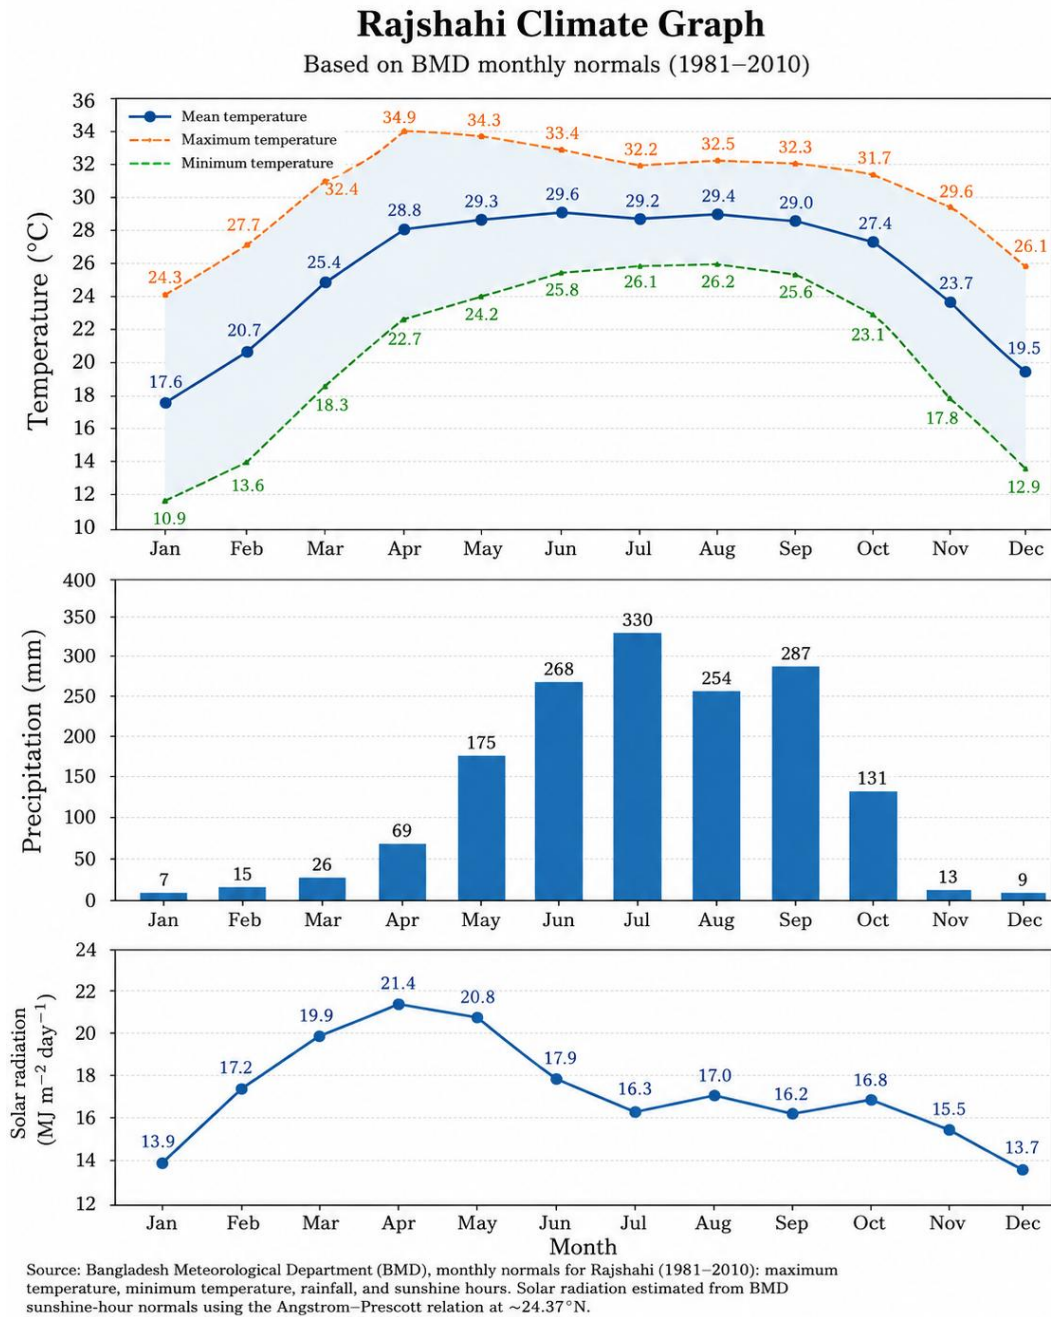 Rajshahi Climate Graph
Based on BMD monthly normals (1981–2010)
Temperature (°C)
36
34
32
30
28
26
24
22
20
18
16
14
12
10
Mean temperature
Maximum temperature
Minimum temperature
24.3 27.7 32.4 34.9 34.3 33.4 32.2 32.5 32.3 31.7 29.6 26.1
17.6 20.7 25.4 28.8 29.3 29.6 29.2 29.4 29.0 27.4 23.7 19.5
10.9 13.6 18.3 22.7 24.2 25.8 26.1 26.2 25.6 23.1 17.8 12.9
Jan Feb Mar Apr May Jun Jul Aug Sep Oct Nov Dec
Precipitation (mm)
400
350
300
250
200
150
100
50
0
7 15 26 69 175 268 330 254 287 131 13 9
Jan Feb Mar Apr May Jun Jul Aug Sep Oct Nov Dec
Solar radiation
(MJ m⁻² day⁻¹)
24
22
20
18
16
14
12
13.9 17.2 19.9 21.4 20.8 17.9 16.3 17.0 16.2 16.8 15.5 13.7
Jan Feb Mar Apr May Jun Jul Aug Sep Oct Nov Dec
Month
Source: Bangladesh Meteorological Department (BMD), monthly normals for Rajshahi (1981–2010): maximum
temperature, minimum temperature, rainfall, and sunshine hours. Solar radiation estimated from BMD
sunshine-hour normals using the Angstrom–Prescott relation at ~24.37°N.